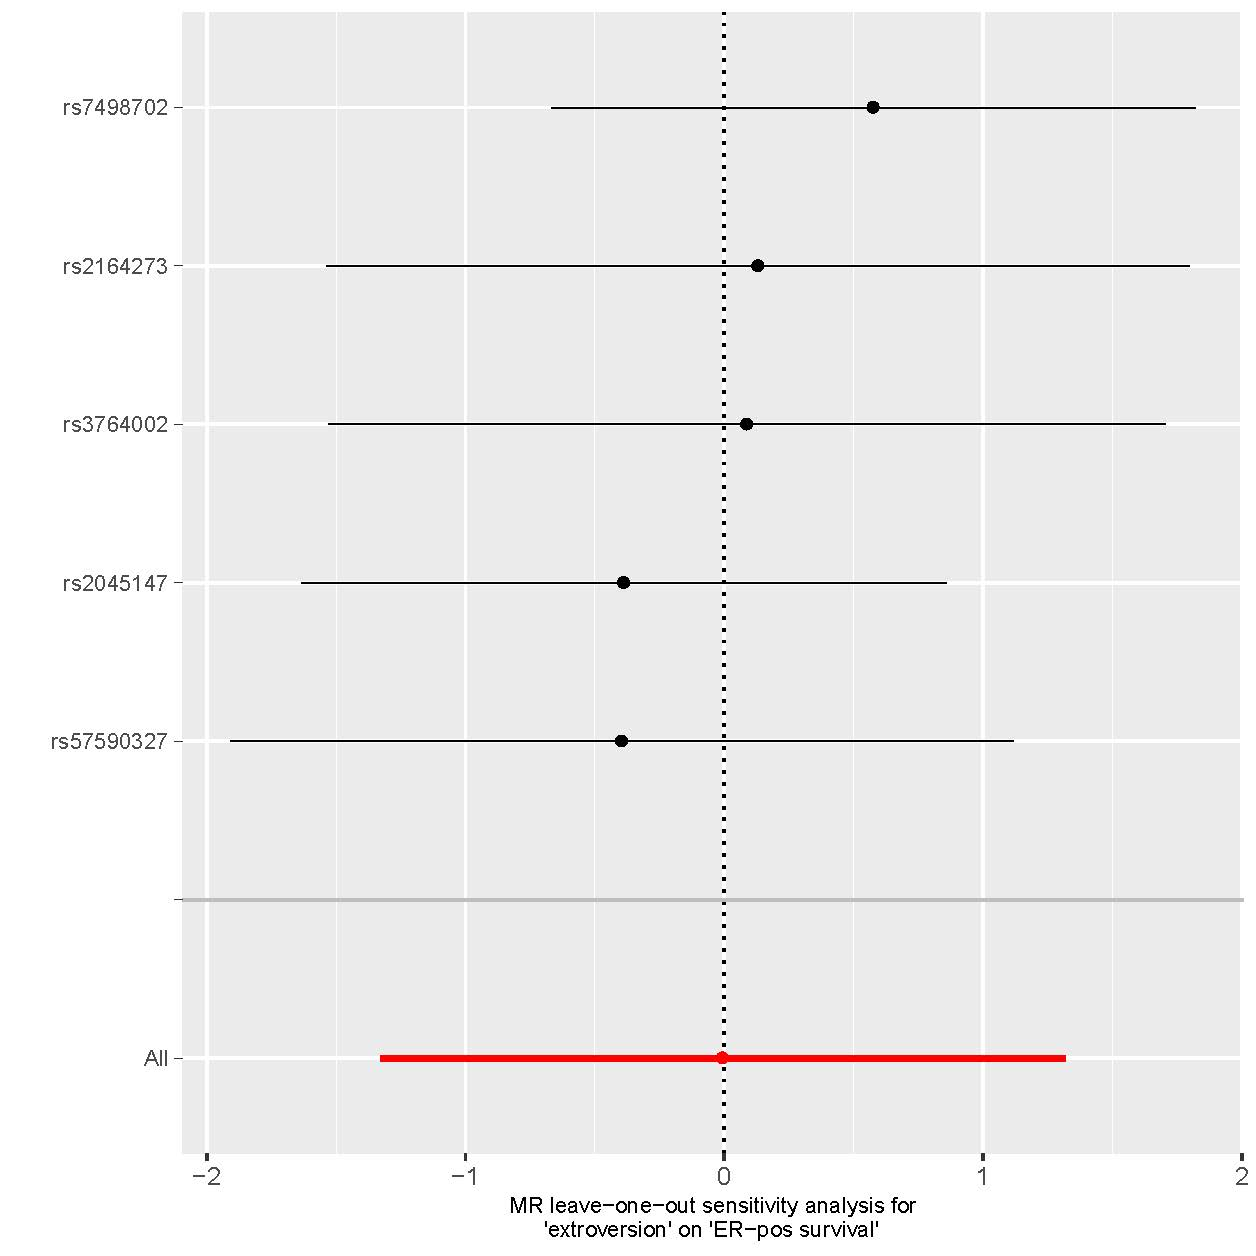 rs7498702
rs2164273
rs3764002
rs2045147
rs57590327
All
−2 −1 0 1 2
MR leave−one−out sensitivity analysis for
'extroversion' on 'ER−pos survival'